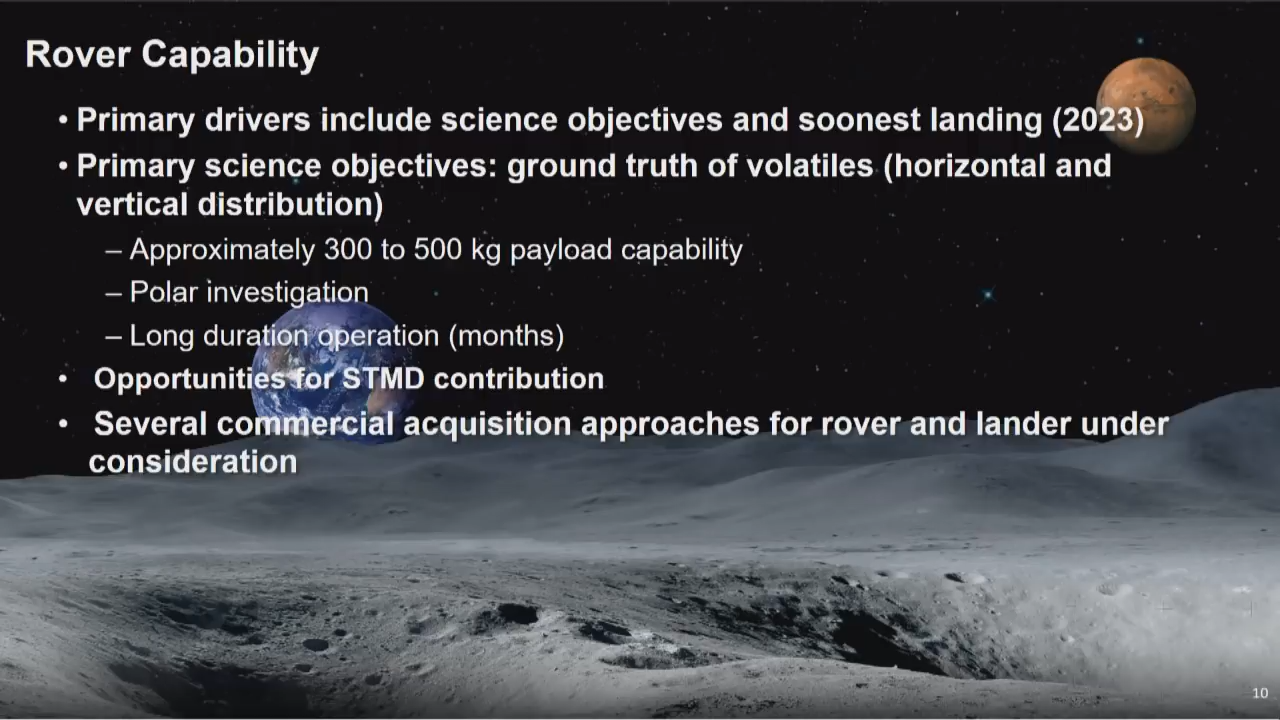 Rover Capability
• Primary drivers include science objectives and soonest landing (2023)
• Primary science objectives: ground truth of volatiles (horizontal and
vertical distribution)
– Approximately 300 to 500 kg payload capability
– Polar investigation
– Long duration operation (months)
• Opportunities for STMD contribution
• Several commercial acquisition approaches for rover and lander under
consideration
10